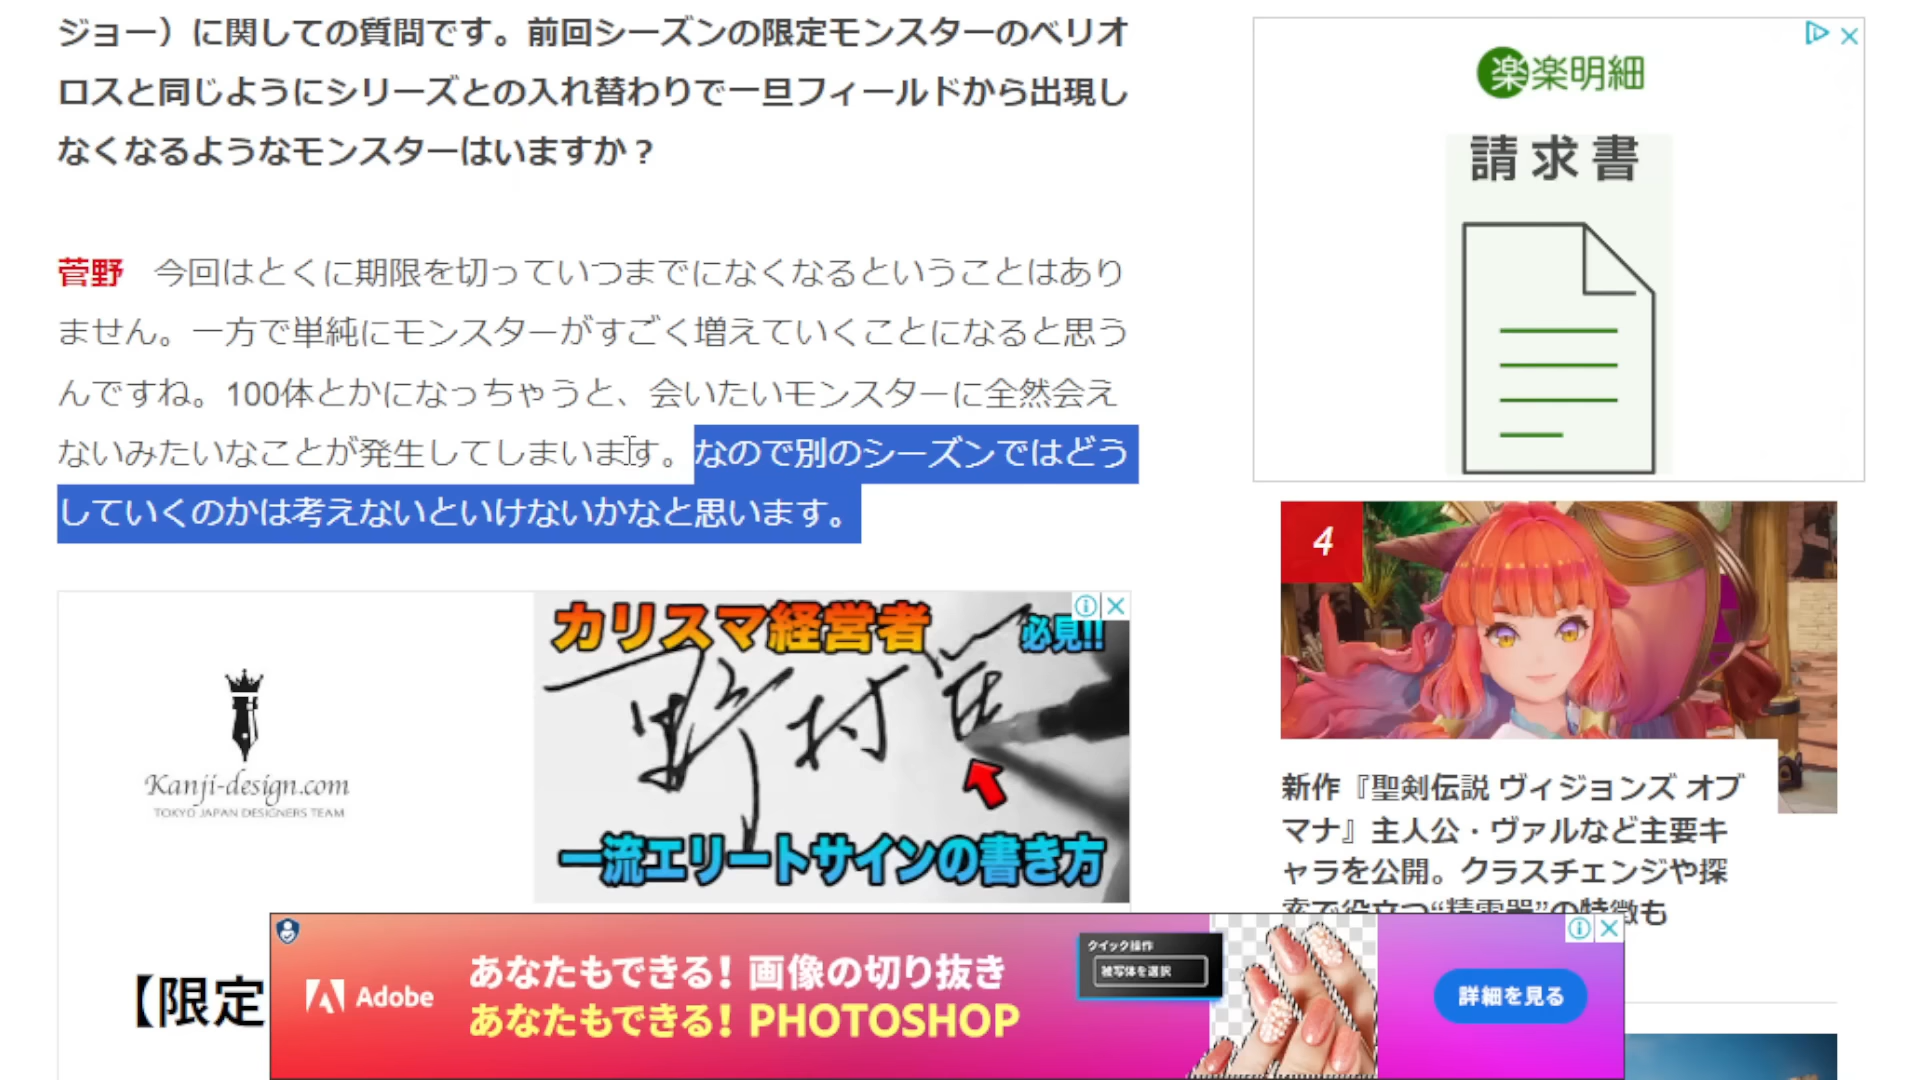 ジョー）に関しての質問です。前回シーズンの限定モンスターのベリオ
ロスと同じようにシリーズとの入れ替わりで一旦フィールドから出現し
なくなるようなモンスターはいますか？
菅野　今回はとくに期限を切っていつまでになくなるということはあり
ません。一方で単純にモンスターがすごく増えていくことになると思う
んですね。100体とかになっちゃうと、会いたいモンスターに全然会え
ないみたいなことが発生してしまいます。なので別のシーズンではどう
していくのかは考えないといけないかなと思います。
カリスマ経営者
必見!!
野村
一流エリートサインの書き方
Kanji-design.com
TOKYO JAPAN DESIGNERS TEAM
【限定
楽楽明細
請求書
4
新作『聖剣伝説 ヴィジョンズ オブ
マナ』主人公・ヴァルなど主要キ
ャラを公開。クラスチェンジや探
索で役立つ“精霊器”の特徴も
Adobe
あなたもできる！画像の切り抜き
あなたもできる！PHOTOSHOP
クイック操作
被写体を選択
詳細を見る